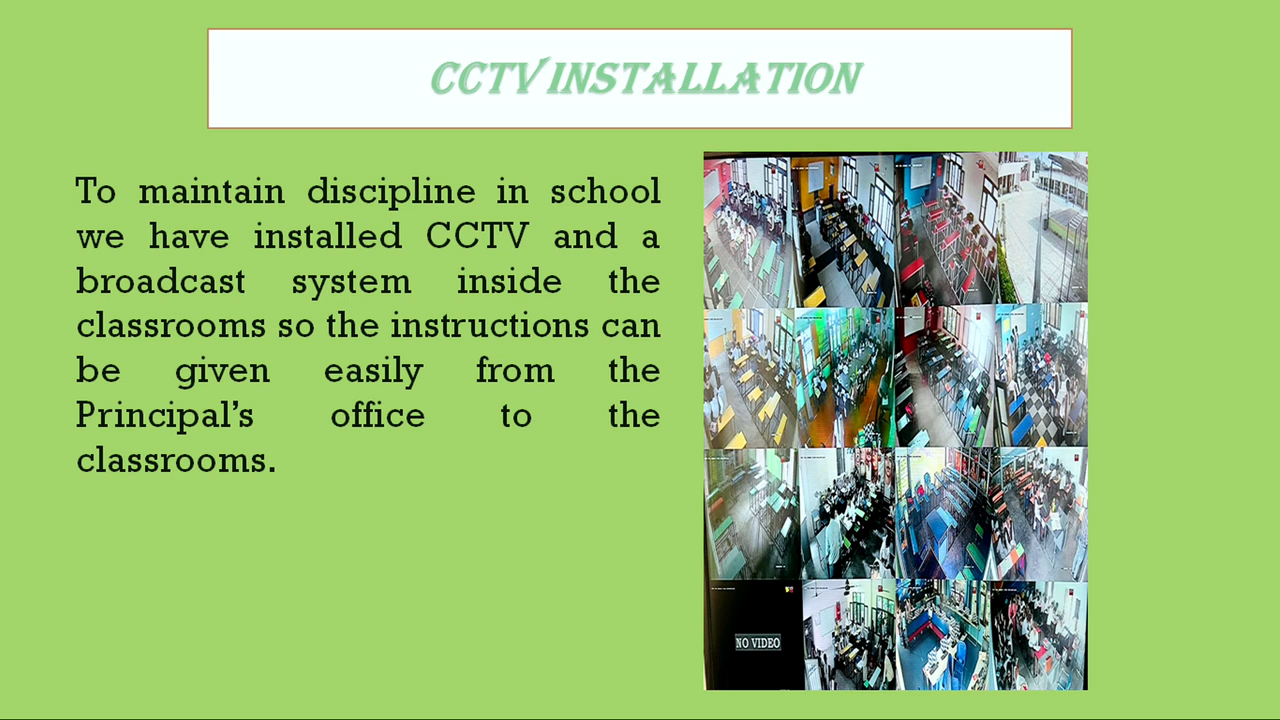 CCTV INSTALLATION
To maintain discipline in school
we have installed CCTV and a
broadcast system inside the
classrooms so the instructions can
be given easily from the
Principal’s office to the
classrooms.
NO VIDEO